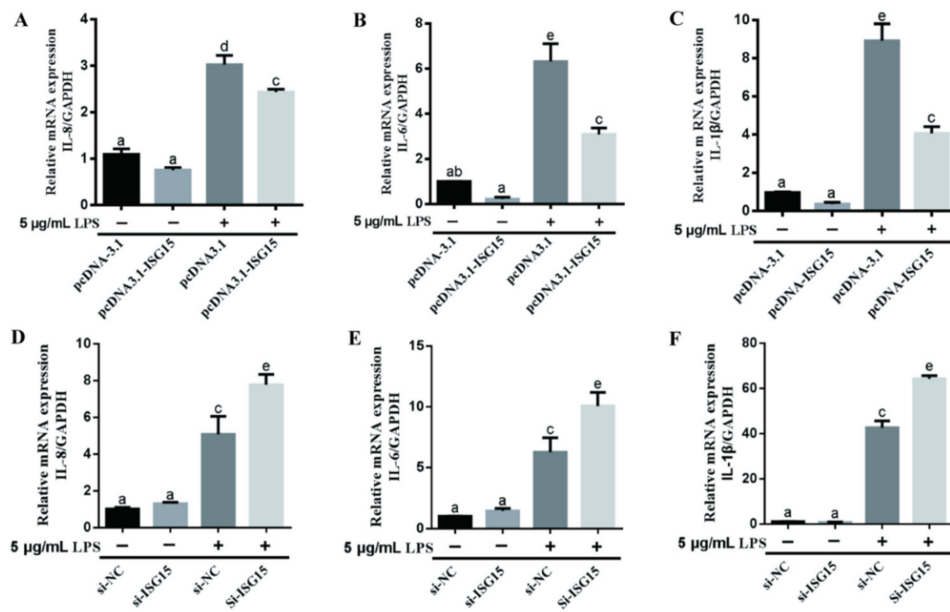 A
Relative mRNA expression
IL-8/GAPDH
4
3
2
1
0
a
a
d
c
5 μg/mL LPS
–
–
+
+
pcDNA-3.1
pcDNA3.1-ISG15
pcDNA3.1
pcDNA3.1-ISG15
B
Relative mRNA expression
IL-6/GAPDH
8
6
4
2
0
ab
a
e
c
5 μg/mL LPS
–
–
+
+
pcDNA-3.1
pcDNA3.1-ISG15
pcDNA3.1
pcDNA3.1-ISG15
C
Relative m RNA expression
IL-1β/GAPDH
10
8
6
4
2
0
a
a
e
c
5 μg/mL LPS
–
–
+
+
pcDNA-3.1
pcDNA-ISG15
pcDNA-3.1
pcDNA-ISG15
D
Relative mRNA expression
IL-8/GAPDH
8
6
4
2
0
a
a
c
e
5 μg/mL LPS
–
–
+
+
si-NC
si-ISG15
si-NC
Si-ISG15
E
Relative mRNA expression
IL-6/GAPDH
15
10
5
0
a
a
c
e
5 μg/mL LPS
–
–
+
+
si-NC
si-ISG15
si-NC
Si-ISG15
F
Relative mRNA expression
IL-1β/GAPDH
80
60
40
20
0
a
a
c
e
5 μg/mL LPS
–
–
+
+
si-NC
si-ISG15
si-NC
Si-ISG15